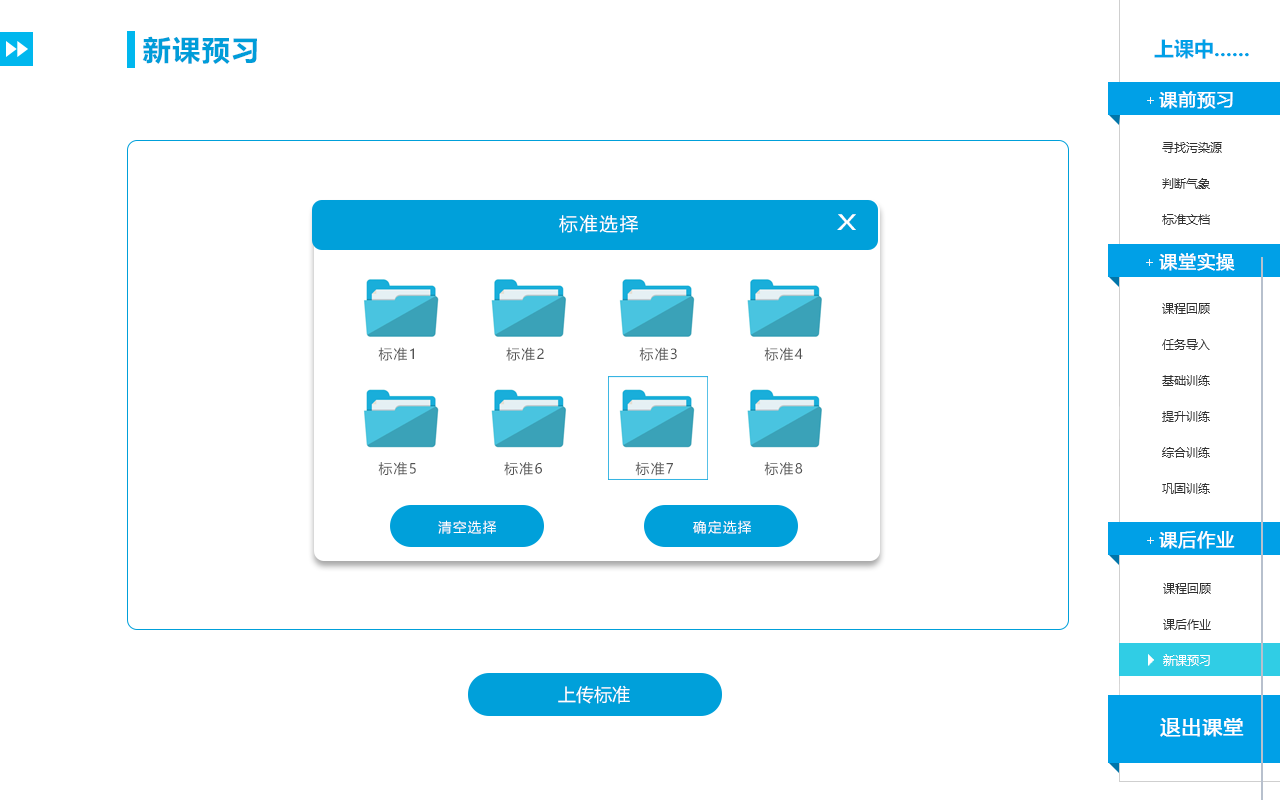 新课预习
标准选择
X
标准1
标准2
标准3
标准4
标准5
标准6
标准7
标准8
清空选择
确定选择
上传标准
上课中......
+ 课前预习
寻找污染源
判断气象
标准文档
+ 课堂实操
课程回顾
任务导入
基础训练
提升训练
综合训练
巩固训练
+ 课后作业
课程回顾
课后作业
新课预习
退出课堂